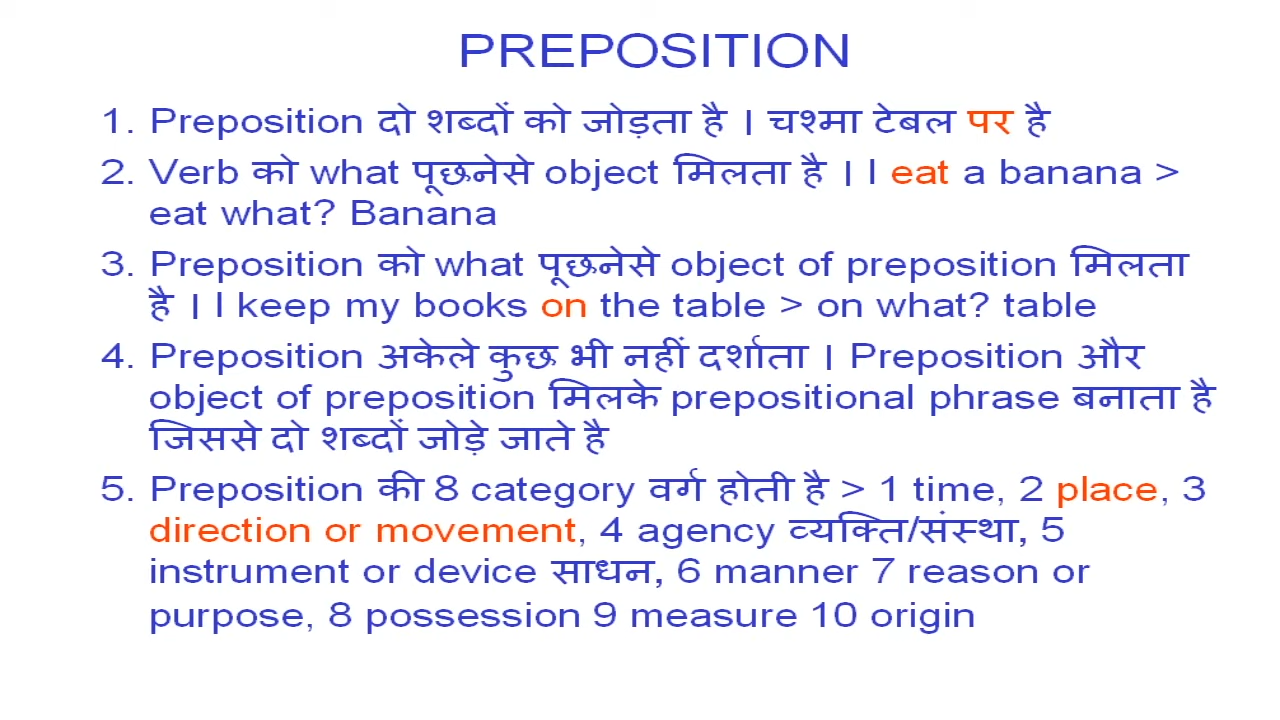 PREPOSITION
1. Preposition दो शब्दों को जोड़ता है । चश्मा टेबल पर है
2. Verb को what पूछनेसे object मिलता है । I eat a banana >
eat what? Banana
3. Preposition को what पूछनेसे object of preposition मिलता
है । I keep my books on the table > on what? table
4. Preposition अकेले कुछ भी नहीं दर्शाता । Preposition और
object of preposition मिलके prepositional phrase बनाता है
जिससे दो शब्दों जोड़े जाते है
5. Preposition की 8 category वर्ग होती है > 1 time, 2 place, 3
direction or movement, 4 agency व्यक्ति/संस्था, 5
instrument or device साधन, 6 manner 7 reason or
purpose, 8 possession 9 measure 10 origin